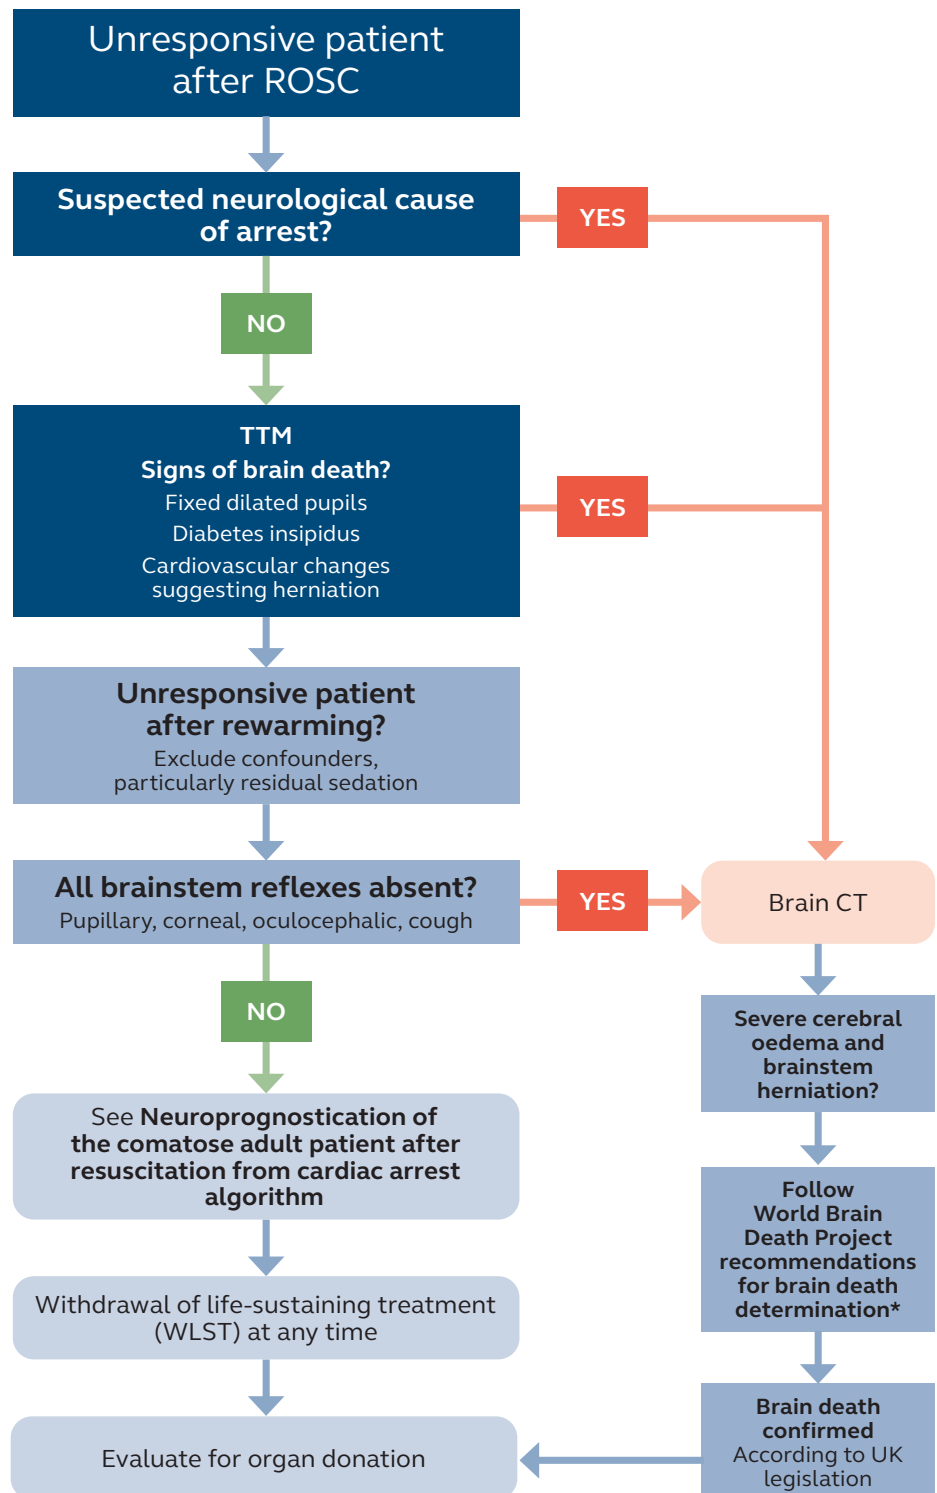 Unresponsive patient
after ROSC
Suspected neurological cause
of arrest?
YES
NO
TTM
Signs of brain death?
Fixed dilated pupils
Diabetes insipidus
Cardiovascular changes
suggesting herniation
YES
Unresponsive patient
after rewarming?
Exclude confounders,
particularly residual sedation
All brainstem reflexes absent?
Pupillary, corneal, oculocephalic, cough
YES
Brain CT
NO
See Neuroprognostication of
the comatose adult patient after
resuscitation from cardiac arrest
algorithm
Withdrawal of life-sustaining treatment
(WLST) at any time
Evaluate for organ donation
Severe cerebral
oedema and
brainstem
herniation?
Follow
World Brain
Death Project
recommendations
for brain death
determination*
Brain death
confirmed
According to UK
legislation